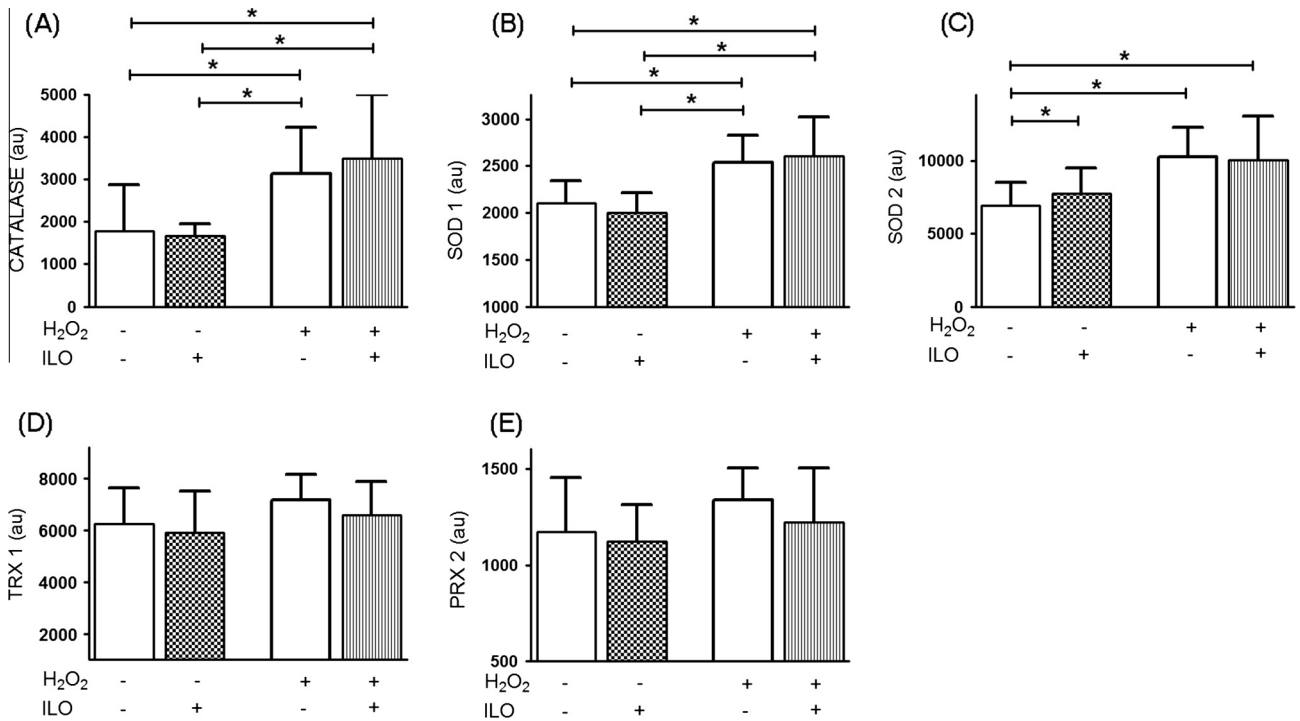 (A)
*
*
*
*
CATALASE (au)
5000
4000
3000
2000
1000
0
H₂O₂ - - + +
ILO - + - +
(B)
*
*
*
*
SOD 1 (au)
3000
2500
2000
1500
1000
H₂O₂ - - + +
ILO - + - +
(C)
*
*
*
SOD 2 (au)
10000
5000
0
H₂O₂ - - + +
ILO - + - +
(D)
TRX 1 (au)
8000
6000
4000
2000
H₂O₂ - - + +
ILO - + - +
(E)
PRX 2 (au)
1500
1000
500
H₂O₂ - - + +
ILO - + - +